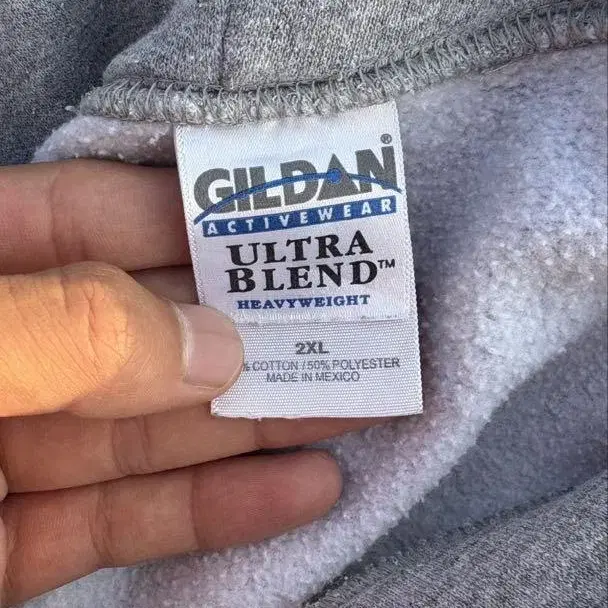 GILDAN®
ACTIVEWEAR
ULTRA
BLEND™
HEAVYWEIGHT
2XL
% COTTON / 50% POLYESTER
MADE IN MEXICO